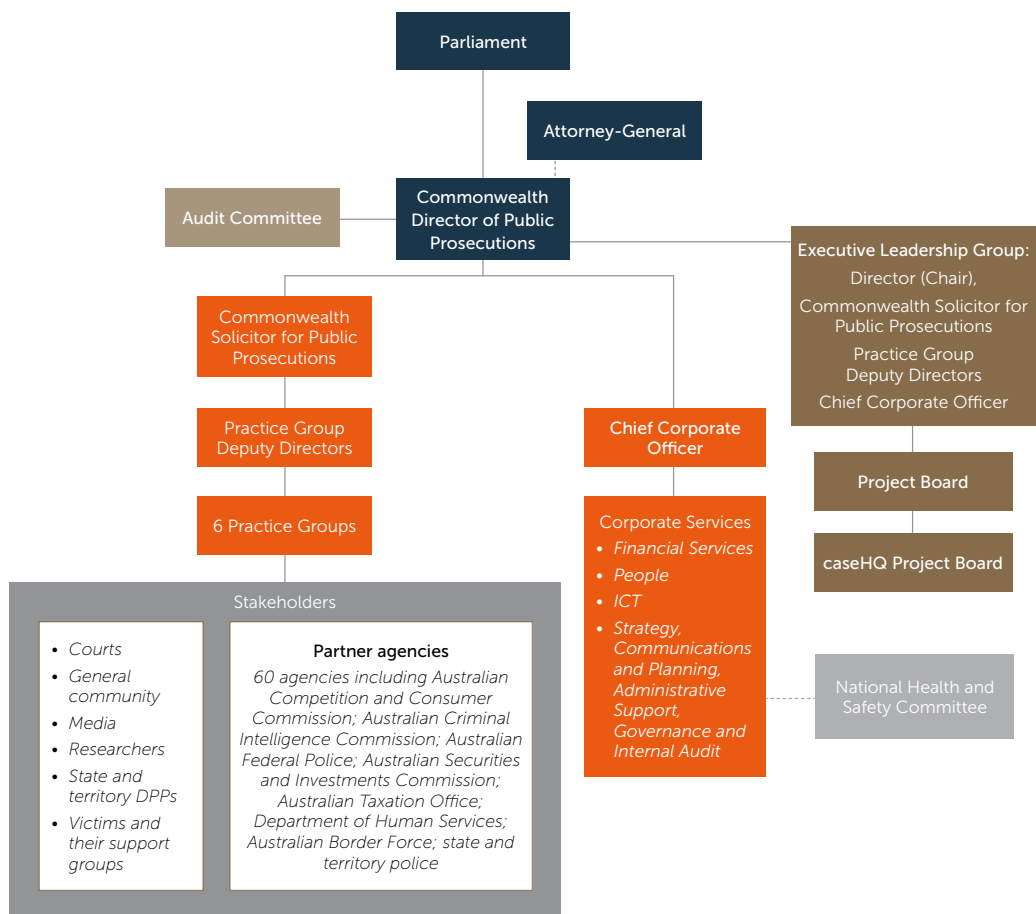 Parliament
Attorney-General
Commonwealth
Director of Public
Prosecutions
Audit Committee
Executive Leadership Group:
Director (Chair),
Commonwealth Solicitor for
Public Prosecutions
Practice Group
Deputy Directors
Chief Corporate Officer
Commonwealth
Solicitor for Public
Prosecutions
Practice Group
Deputy Directors
Chief Corporate
Officer
Project Board
6 Practice Groups
Corporate Services
• Financial Services
• People
• ICT
• Strategy,
Communications
and Planning,
Administrative
Support,
Governance and
Internal Audit
caseHQ Project Board
National Health and
Safety Committee
Stakeholders
• Courts
• General
community
• Media
• Researchers
• State and
territory DPPs
• Victims and
their support
groups
Partner agencies
60 agencies including Australian
Competition and Consumer
Commission; Australian Criminal
Intelligence Commission; Australian
Federal Police; Australian Securities
and Investments Commission;
Australian Taxation Office;
Department of Human Services;
Australian Border Force; state and
territory police